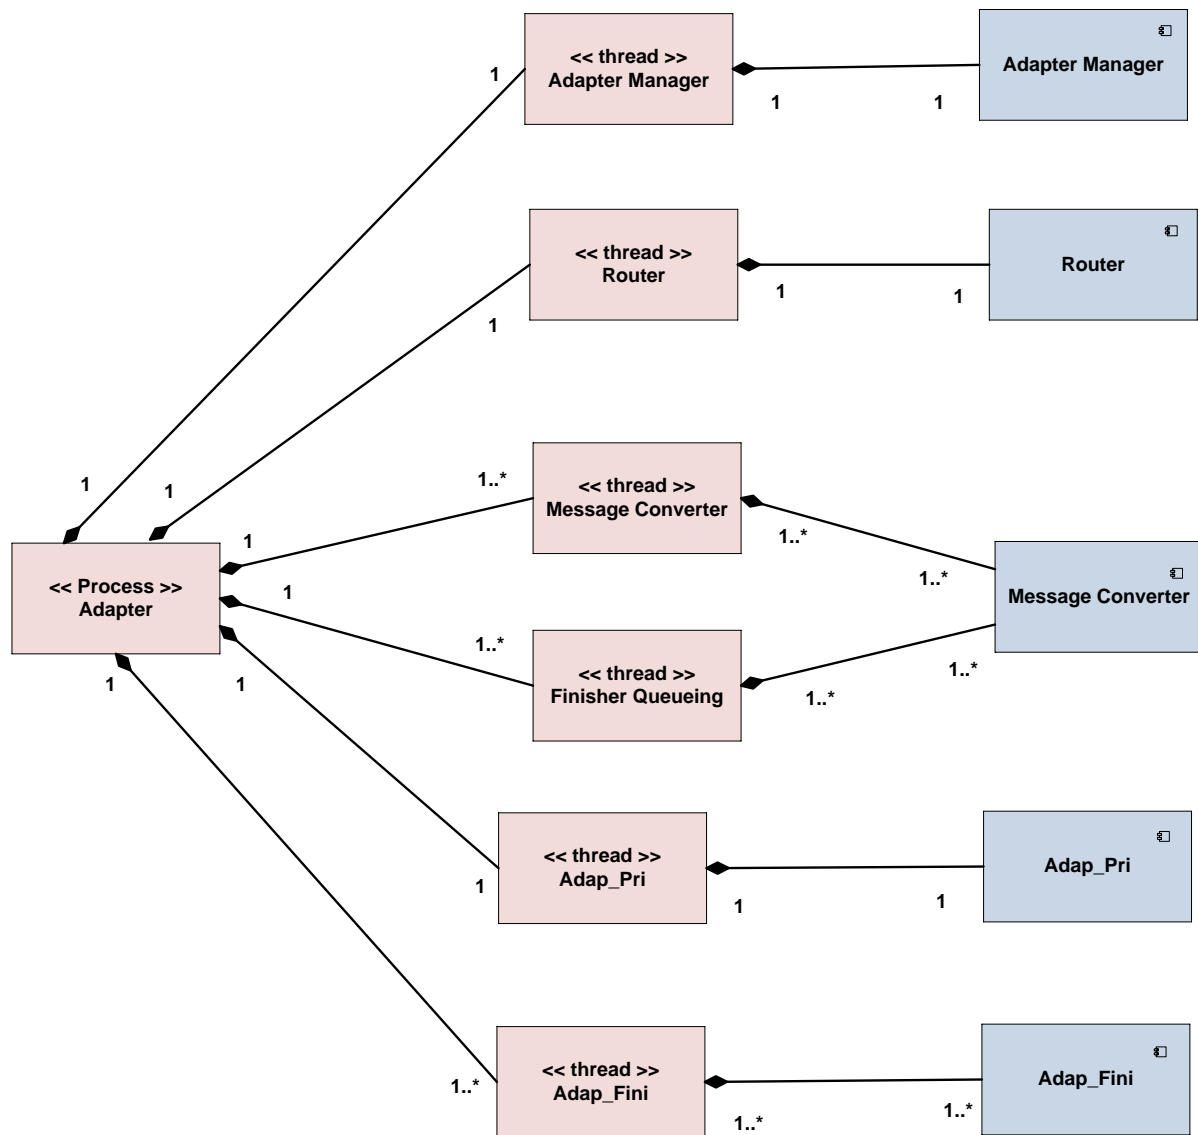 << thread >>
Adapter Manager
1
1
1
Adapter Manager
<< thread >>
Router
1
1
1
Router
1
1
<< thread >>
Message Converter
1..*
1
1..*
1..*
Message Converter
<< Process >>
Adapter
1
1..*
<< thread >>
Finisher Queueing
1..*
1..*
1
1
<< thread >>
Adap_Pri
1
1
1
Adap_Pri
<< thread >>
Adap_Fini
1..*
1..*
1..*
Adap_Fini